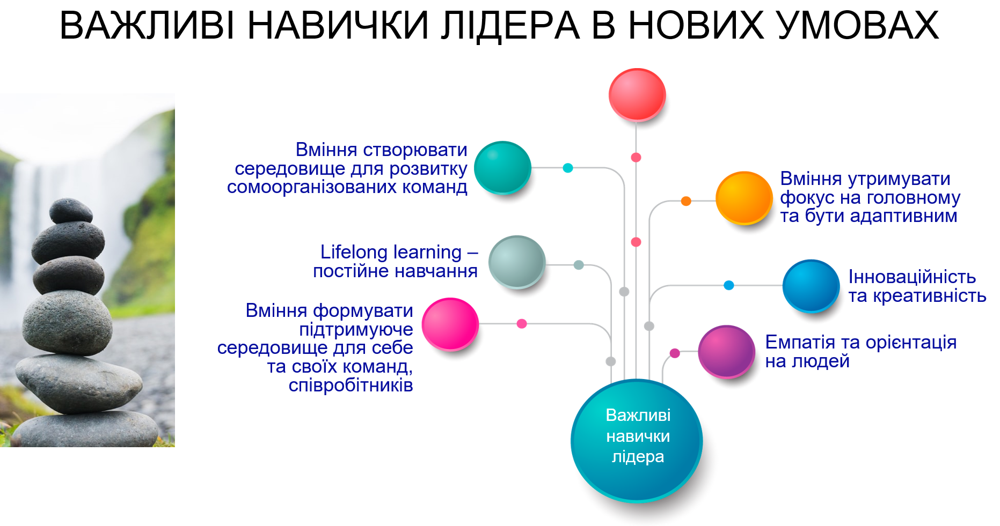 ВАЖЛИВІ НАВИЧКИ ЛІДЕРА В НОВИХ УМОВАХ
Вміння створювати
середовище для розвитку
сомоорганізованих команд
Lifelong learning –
постійне навчання
Вміння формувати
підтримуюче
середовище для себе
та своїх команд,
співробітників
Вміння утримувати
фокус на головному
та бути адаптивним
Інноваційність
та креативність
Емпатія та орієнтація
на людей
Важливі
навички
лідера